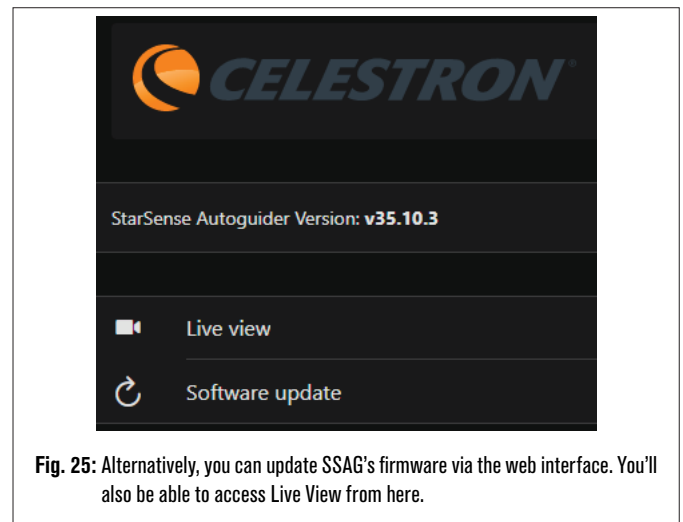 CELESTRON®
StarSense Autoguider Version: v35.10.3
Live view
Software update
Fig. 25: Alternatively, you can update SSAG's firmware via the web interface. You'll
also be able to access Live View from here.